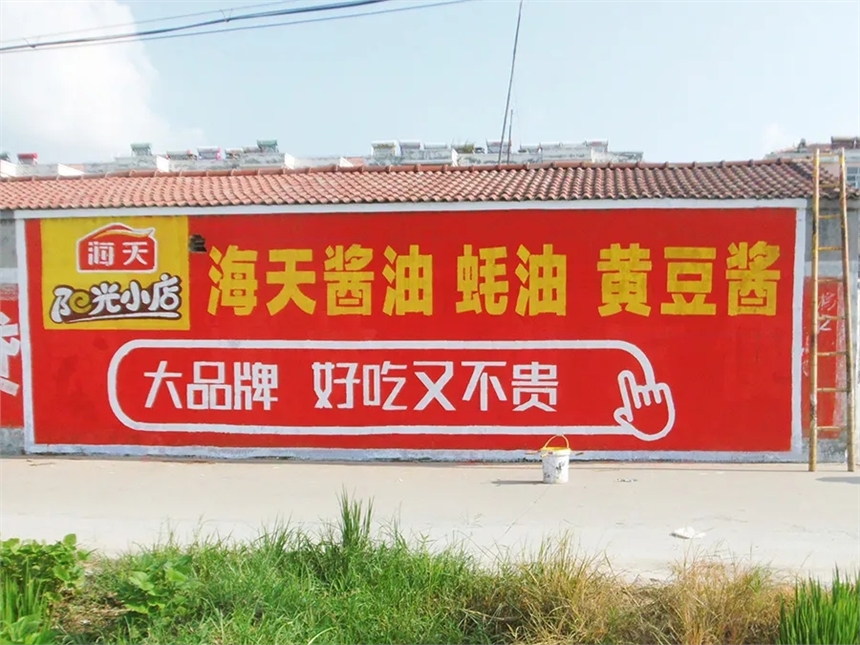 海天
阳光小店
海天酱油 蚝油 黄豆酱
大品牌 好吃又不贵